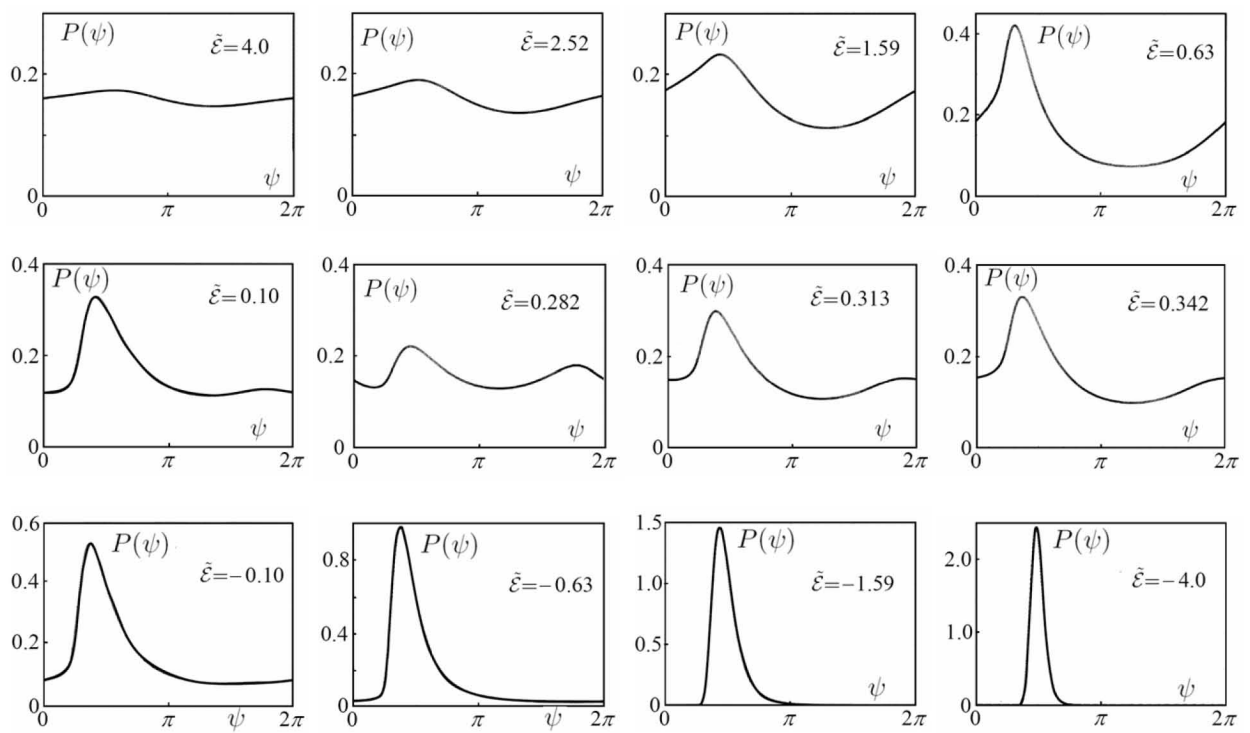 P(ψ)
ℰ̃=4.0
0.2
0
ψ
0
π
2π
P(ψ)
ℰ̃=2.52
0.2
0
ψ
0
π
2π
P(ψ)
ℰ̃=1.59
0.2
0
ψ
0
π
2π
0.4
P(ψ)
ℰ̃=0.63
0.2
0
ψ
0
π
2π
0.4
P(ψ)
ℰ̃=0.10
0.2
0
ψ
0
π
2π
0.4
P(ψ)
ℰ̃=0.282
0.2
0
ψ
0
π
2π
0.4
P(ψ)
ℰ̃=0.313
0.2
0
ψ
0
π
2π
0.4
P(ψ)
ℰ̃=0.342
0.2
0
ψ
0
π
2π
0.6
P(ψ)
ℰ̃=−0.10
0.4
0.2
0
0
π
ψ
2π
P(ψ)
0.8
ℰ̃=−0.63
0.4
0
0
π
ψ
2π
1.5
P(ψ)
ℰ̃=−1.59
1.0
0.5
0
ψ
0
π
2π
P(ψ)
2.0
ℰ̃=−4.0
1.0
0
ψ
0
π
2π